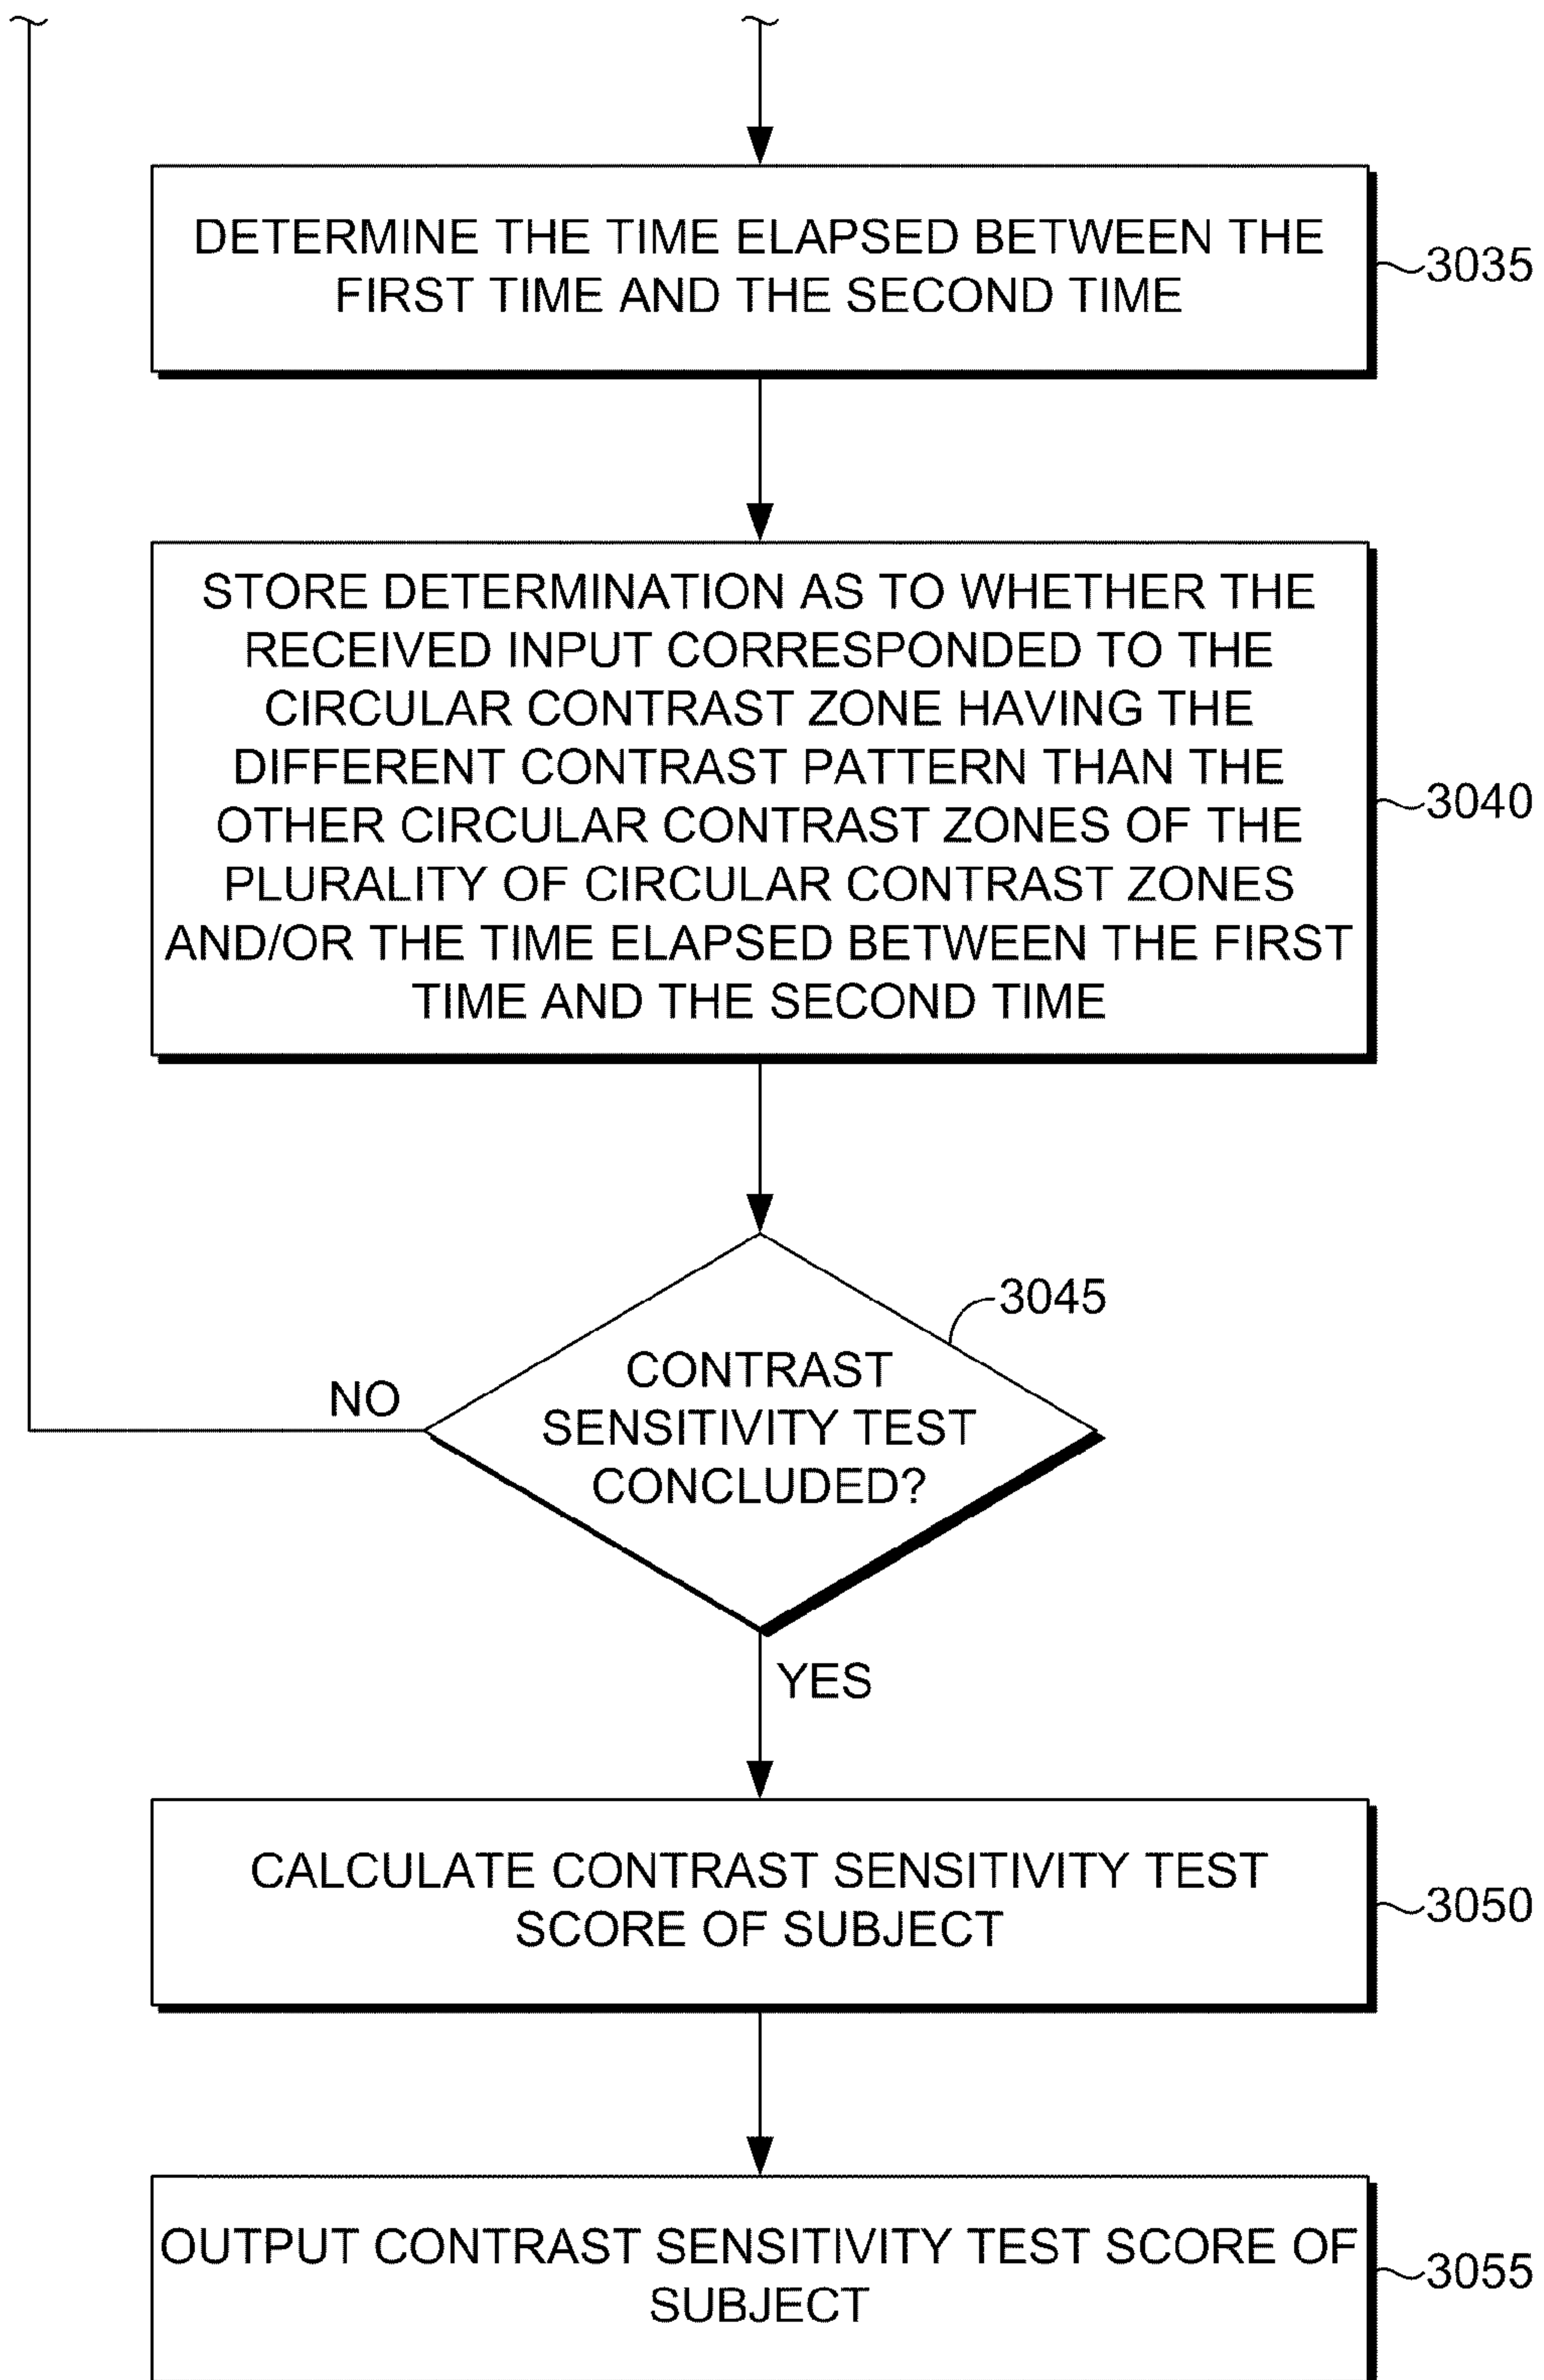 DETERMINE THE TIME ELAPSED BETWEEN THE
FIRST TIME AND THE SECOND TIME
3035
STORE DETERMINATION AS TO WHETHER THE
RECEIVED INPUT CORRESPONDED TO THE
CIRCULAR CONTRAST ZONE HAVING THE
DIFFERENT CONTRAST PATTERN THAN THE
OTHER CIRCULAR CONTRAST ZONES OF THE
PLURALITY OF CIRCULAR CONTRAST ZONES
AND/OR THE TIME ELAPSED BETWEEN THE FIRST
TIME AND THE SECOND TIME
3040
3045
CONTRAST
SENSITIVITY TEST
CONCLUDED?
NO
YES
CALCULATE CONTRAST SENSITIVITY TEST
SCORE OF SUBJECT
3050
OUTPUT CONTRAST SENSITIVITY TEST SCORE OF
SUBJECT
3055